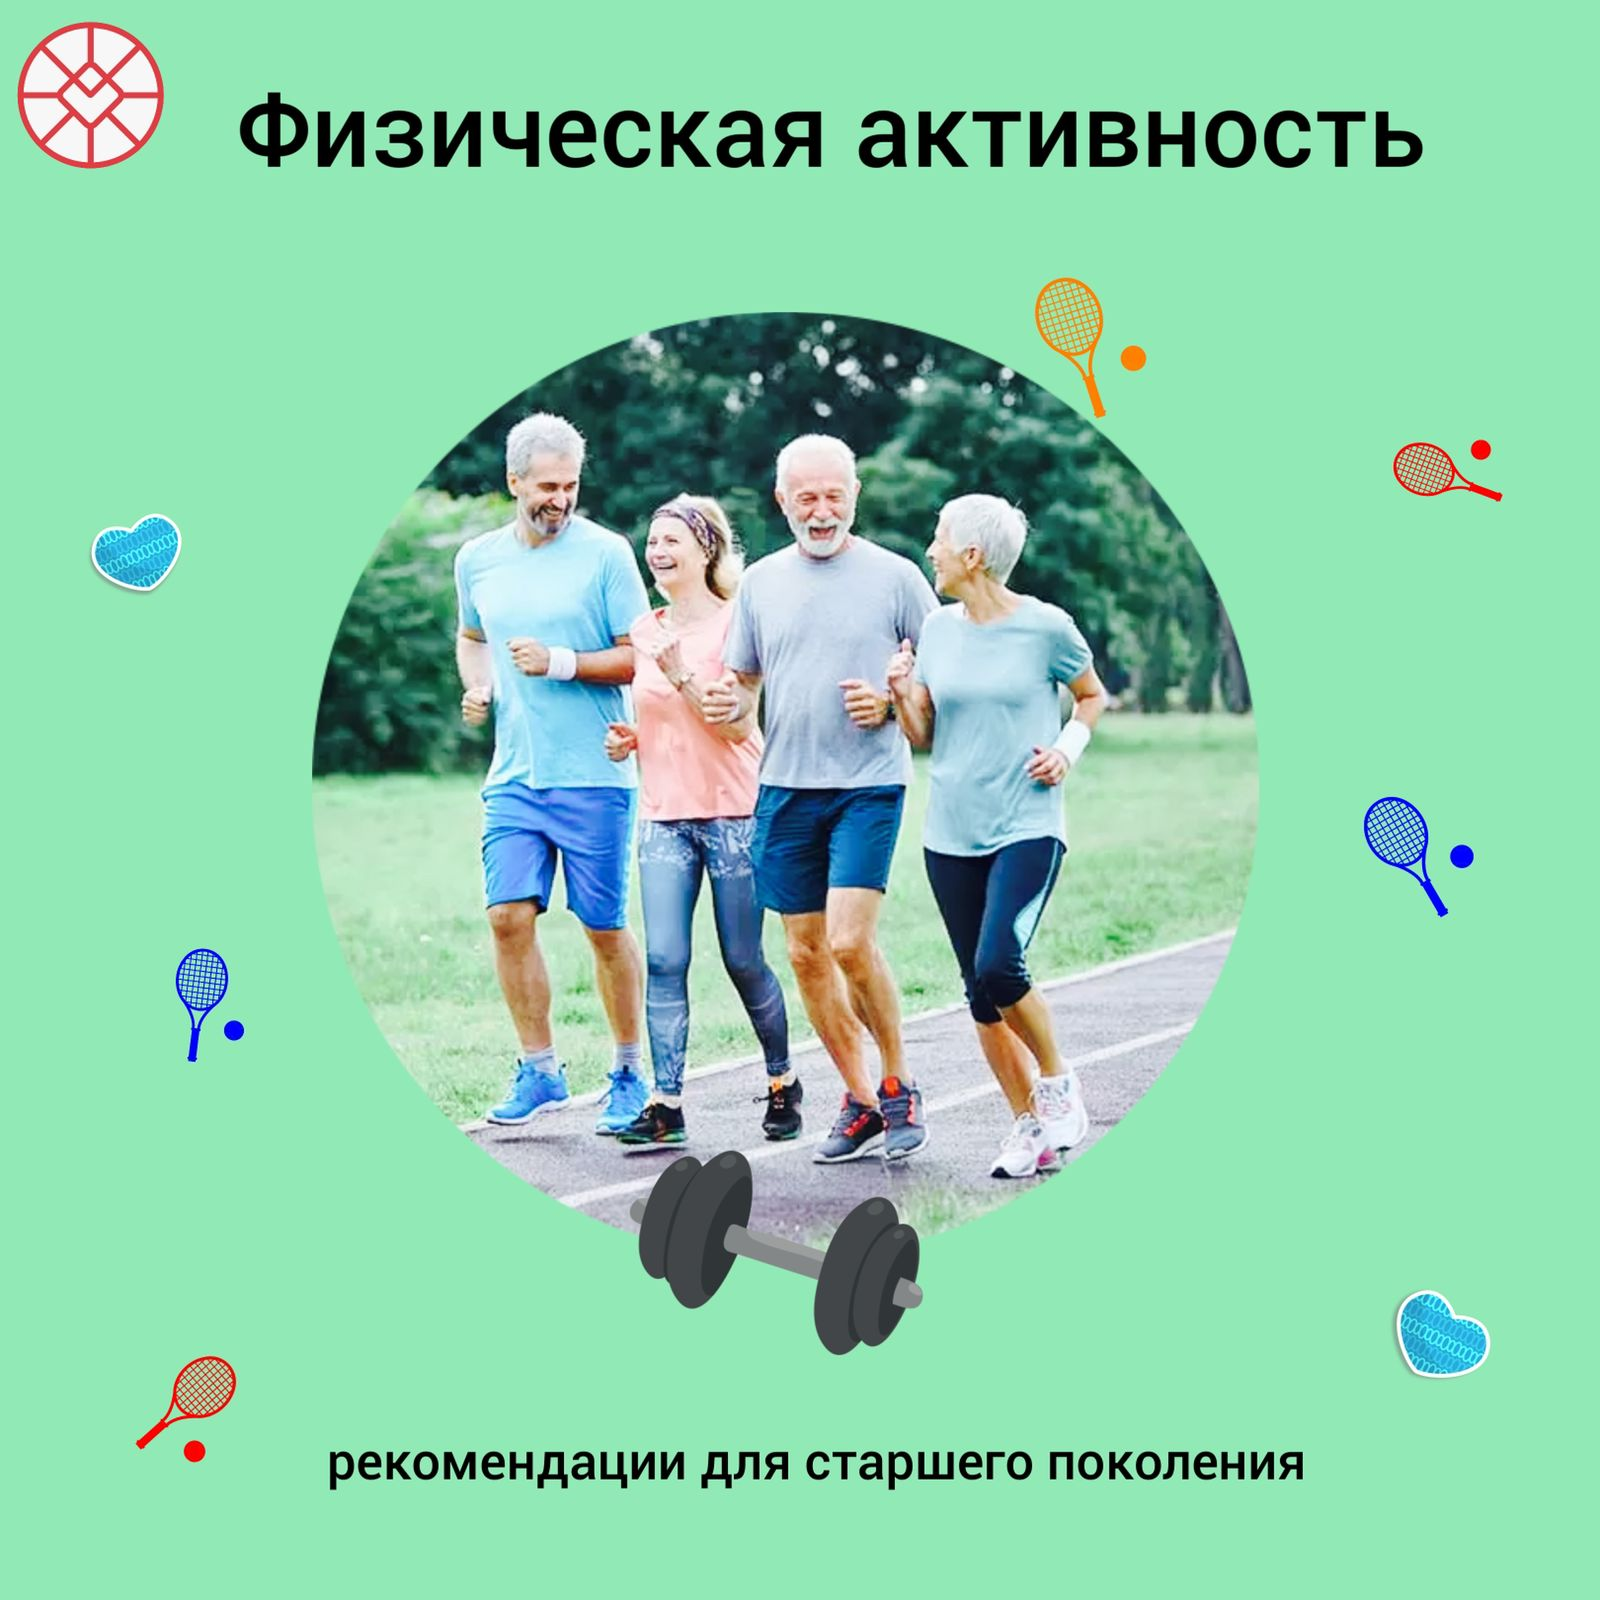 Физическая активность
рекомендации для старшего поколения